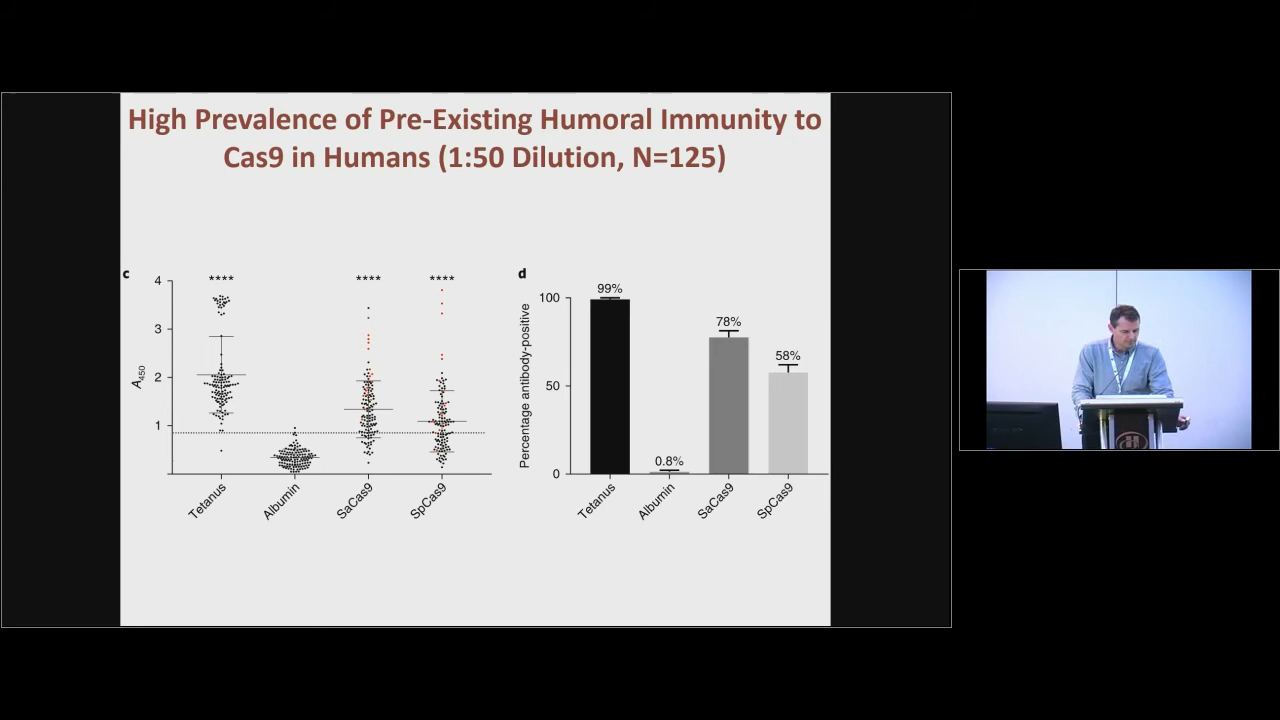 High Prevalence of Pre-Existing Humoral Immunity to
Cas9 in Humans (1:50 Dilution, N=125)
c
4
3
2
1
A450
****
****
****
Tetanus
Albumin
SaCas9
SpCas9
d
100
50
0
Percentage antibody-positive
99%
0.8%
78%
58%
Tetanus
Albumin
SaCas9
SpCas9